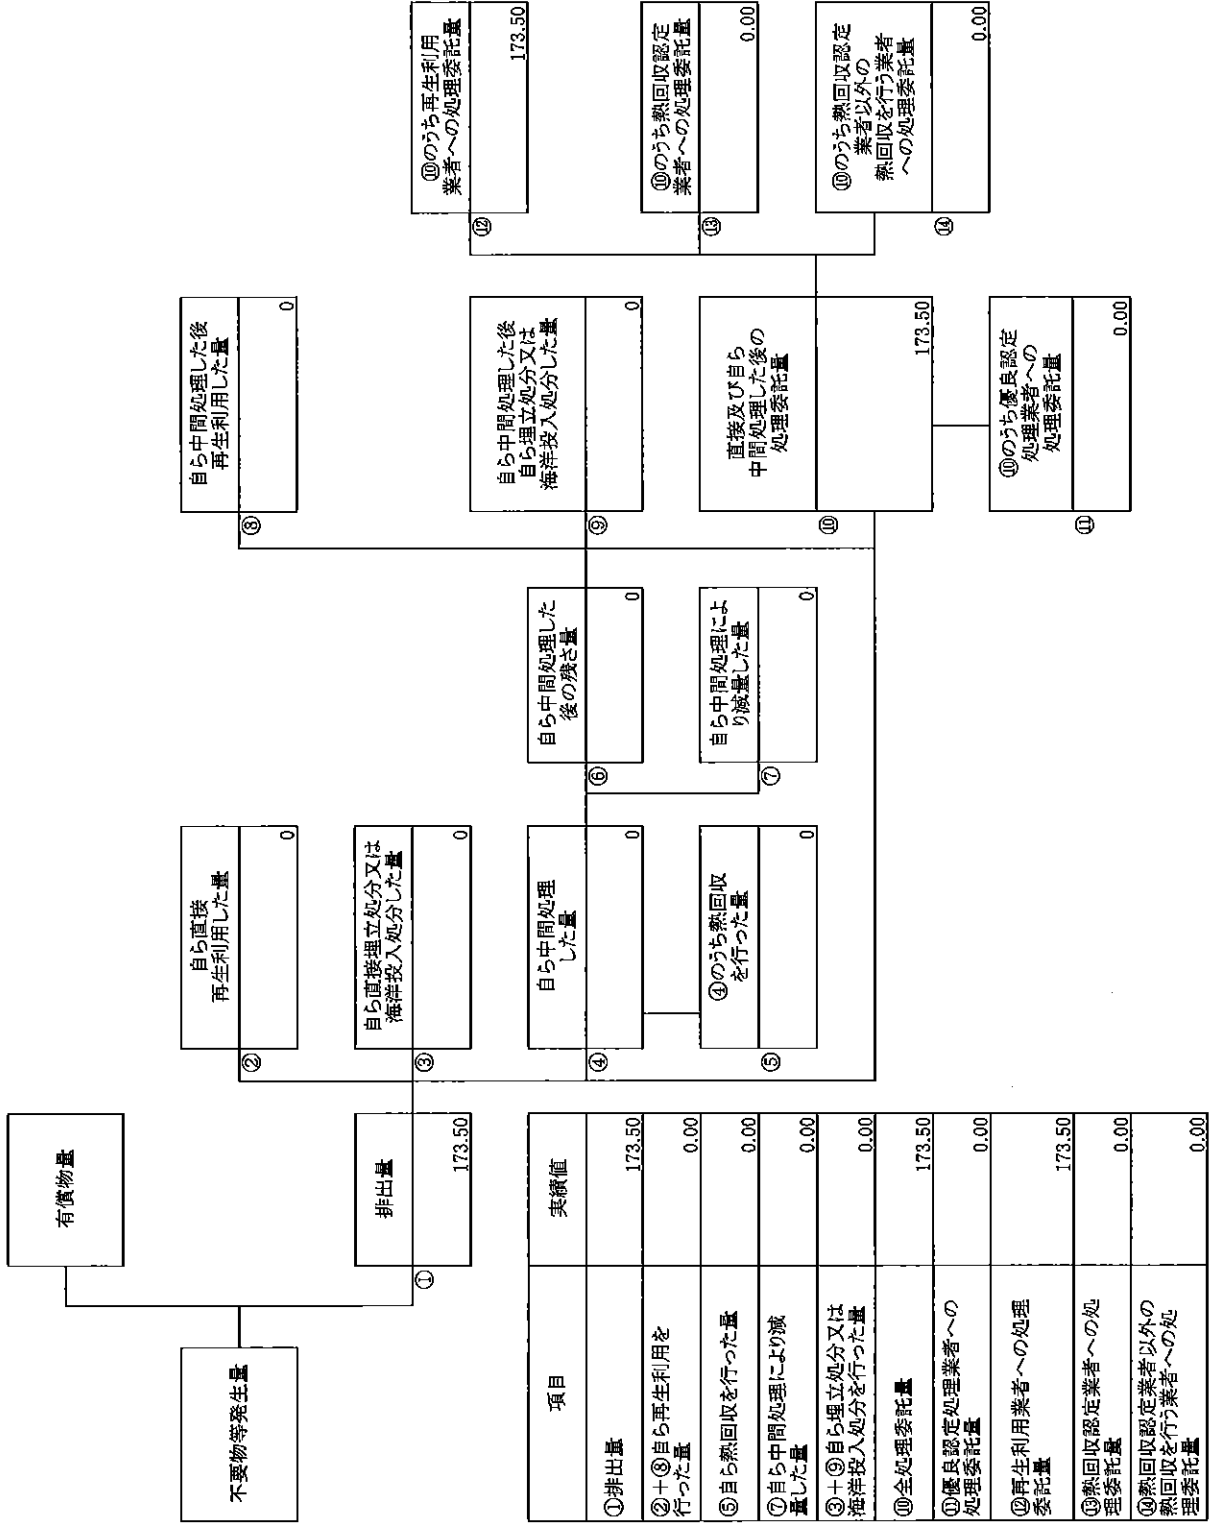 不要物等発生量
有償物量
①
排出量
173.50
②
自ら直接
再生利用した量
0
③
自ら直接埋立処分又は
海洋投入処分した量
0
④
自ら中間処理
した量
0
⑤
④のうち熱回収
を行った量
0
⑥
自ら中間処理した
後の残さ量
0
⑦
自ら中間処理によ
り減量した量
0
⑧
自ら中間処理した後
再生利用した量
0
⑨
自ら中間処理した後
自ら埋立処分又は
海洋投入処分した量
0
⑩
直接及び自ら
中間処理した後の
処理委託量
173.50
⑪
⑩のうち優良認定
処理業者への
処理委託量
0.00
⑫
⑩のうち再生利用
業者への処理委託量
173.50
⑬
⑩のうち熱回収認定
業者への処理委託量
0.00
⑭
⑩のうち熱回収認定
業者以外の
熱回収を行う業者
への処理委託量
0.00
項目 実績値
①排出量 173.50
②+⑧自ら再生利用を
行った量 0.00
⑤自ら熱回収を行った量 0.00
⑦自ら中間処理により減
量した量 0.00
③+⑨自ら埋立処分又は
海洋投入処分を行った量 0.00
⑩全処理委託量 173.50
⑪優良認定処理業者への
処理委託量 0.00
⑫再生利用業者への処理
委託量 173.50
⑬熱回収認定業者への処
理委託量 0.00
⑭熱回収認定業者以外の
熱回収を行う業者への処
理委託量 0.00